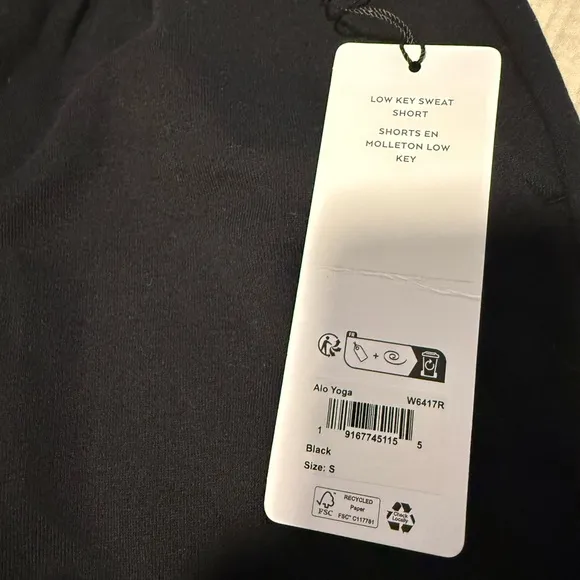 LOW KEY SWEAT
SHORT
SHORTS EN
MOLLETON LOW
KEY
FR
+
Alo Yoga W6417R
1 9167745115 5
Black
Size: S
FSC
RECYCLED
Paper
FSC® C117781
Check
Locally